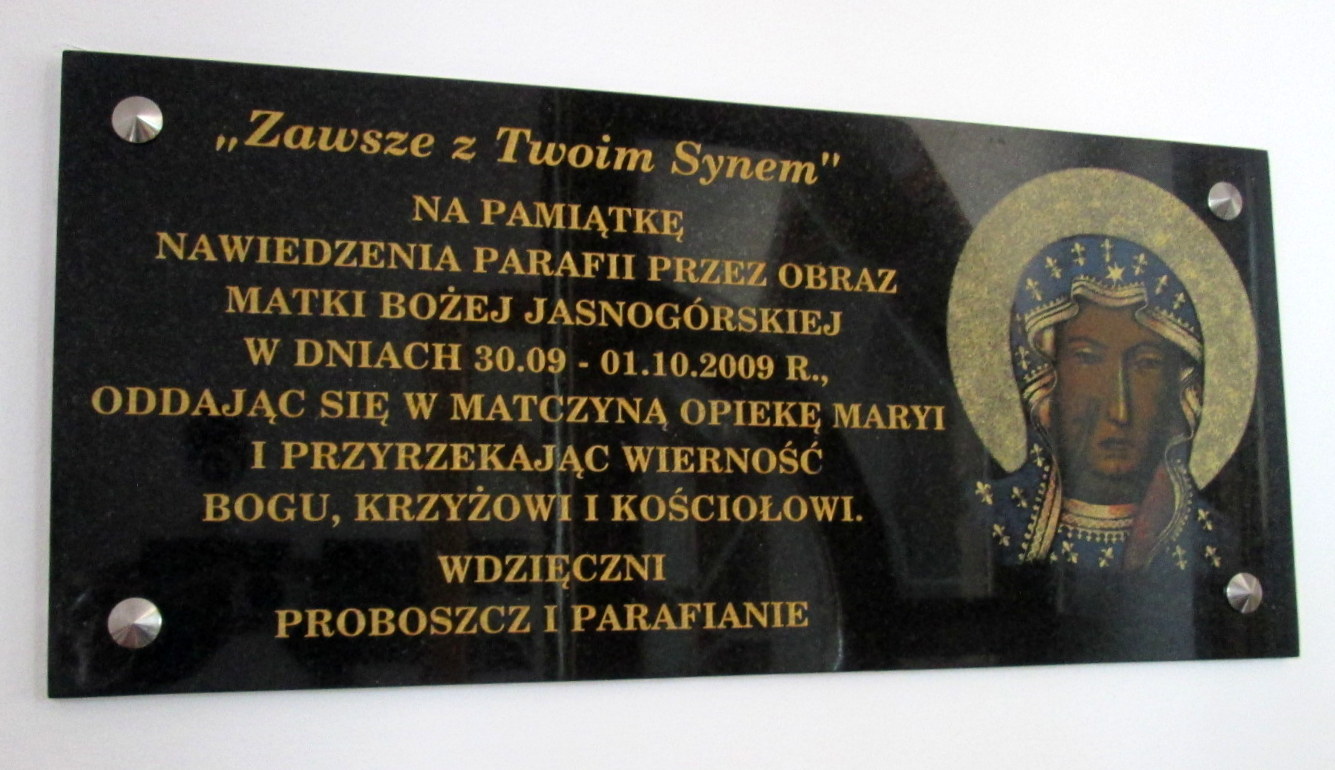 „Zawsze z Twoim Synem"
NA PAMIĄTKĘ
NAWIEDZENIA PARAFII PRZEZ OBRAZ
MATKI BOŻEJ JASNOGÓRSKIEJ
W DNIACH 30.09 - 01.10.2009 R.,
ODDAJĄC SIĘ W MATCZYNĄ OPIEKĘ MARYI
I PRZYRZEKAJĄC WIERNOŚĆ
BOGU, KRZYŻOWI I KOŚCIOŁOWI.
WDZIĘCZNI
PROBOSZCZ I PARAFIANIE